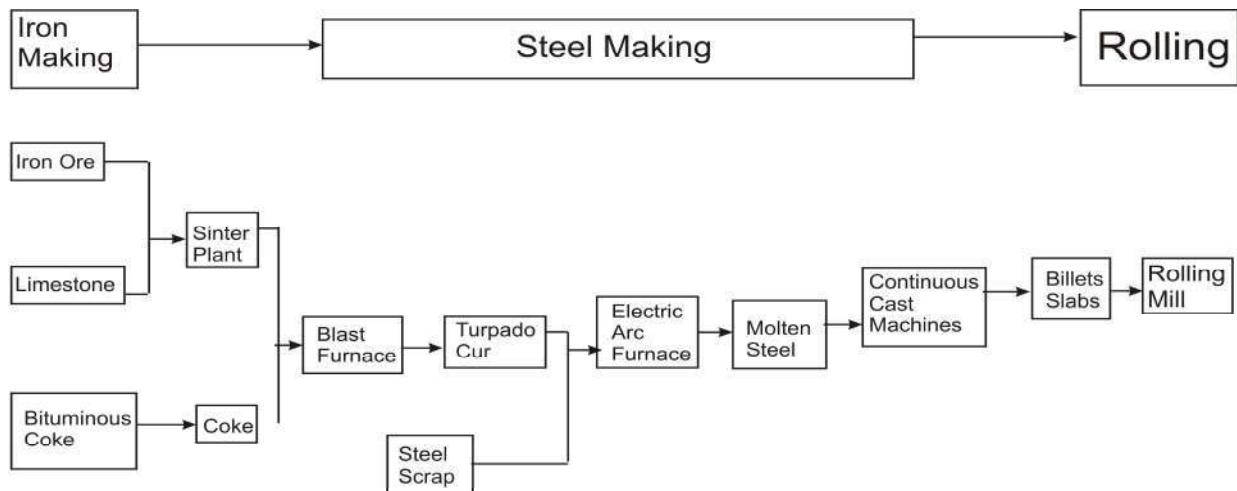 Iron
Making
Steel Making
Rolling
Iron Ore
Limestone
Sinter
Plant
Bituminous
Coke
Coke
Blast
Furnace
Turpado
Cur
Steel
Scrap
Electric
Arc
Furnace
Molten
Steel
Continuous
Cast
Machines
Billets
Slabs
Rolling
Mill